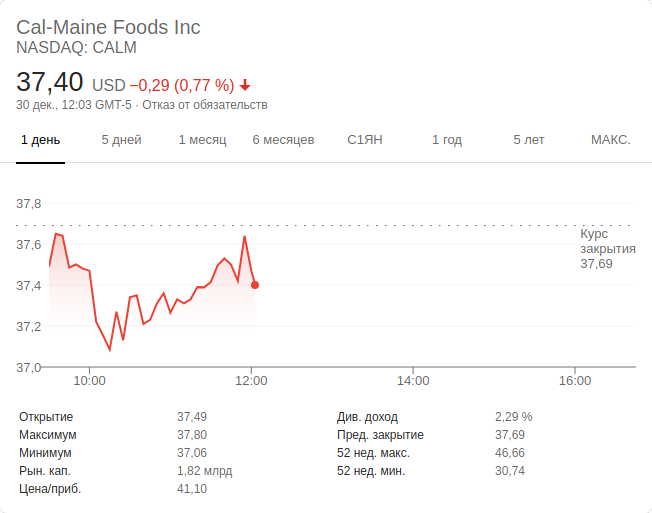 Cal-Maine Foods Inc
NASDAQ: CALM
37,40 USD −0,29 (0,77 %)
30 дек., 12:03 GMT-5 · Отказ от обязательств
1 день 5 дней 1 месяц 6 месяцев С1ЯН 1 год 5 лет МАКС.
37,8
Курс
37,6
закрытия
37,69
37,4
37,2
37,0
10:00 12:00 14:00 16:00
Открытие 37,49 Див. доход 2,29 %
Максимум 37,80 Пред. закрытие 37,69
Минимум 37,06 52 нед. макс. 46,66
Рын. кап. 1,82 млрд 52 нед. мин. 30,74
Цена/приб. 41,10